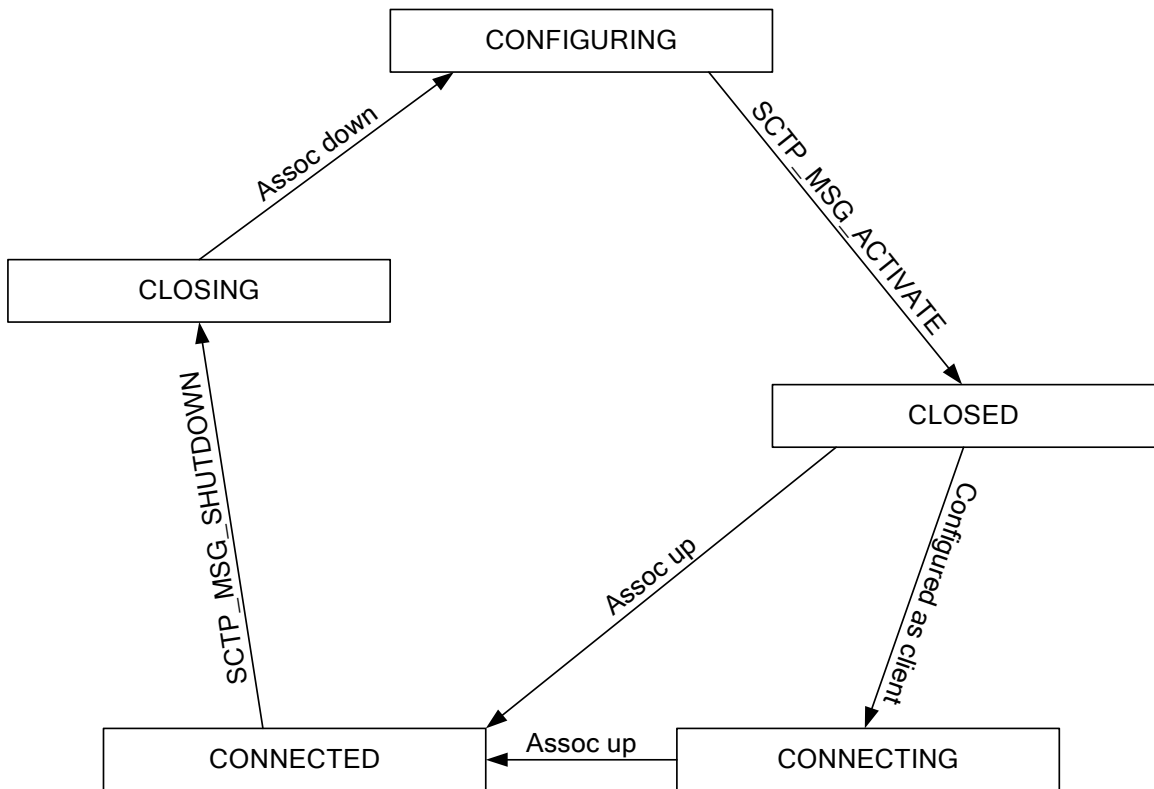 CONFIGURING
Assoc down
SCTP_MSG_ACTIVATE
CLOSING
CLOSED
SCTP_MSG_SHUTDOWN
Assoc up
Configured as client
CONNECTED
Assoc up
CONNECTING